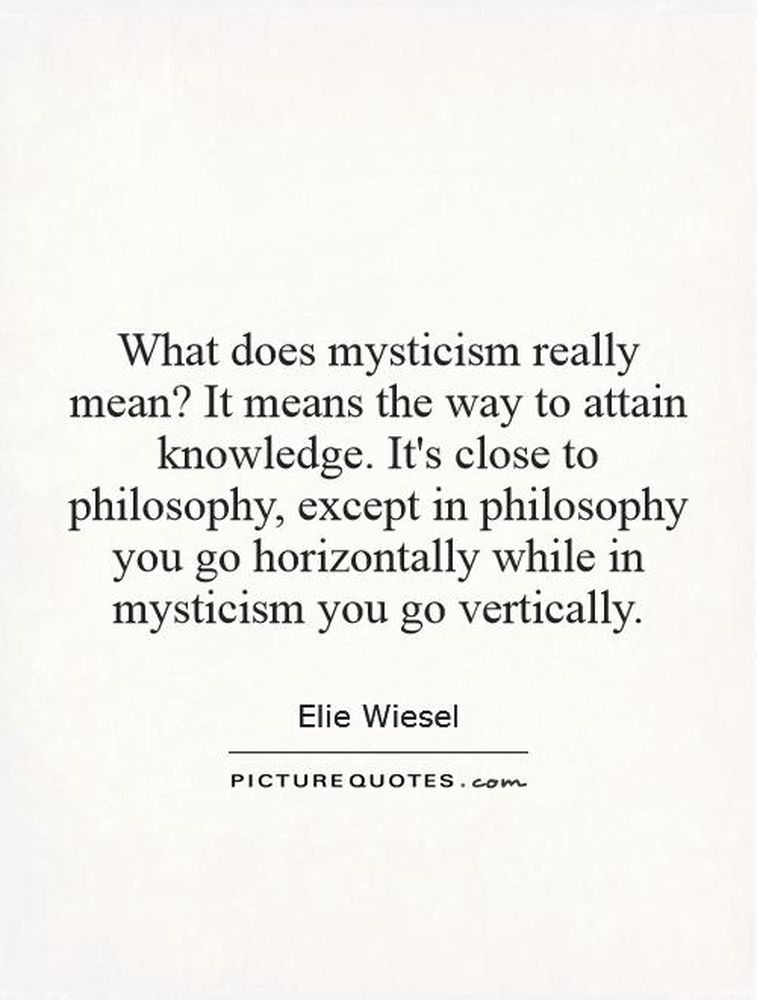 What does mysticism really
mean? It means the way to attain
knowledge. It's close to
philosophy, except in philosophy
you go horizontally while in
mysticism you go vertically.
Elie Wiesel
PICTUREQUOTES.com